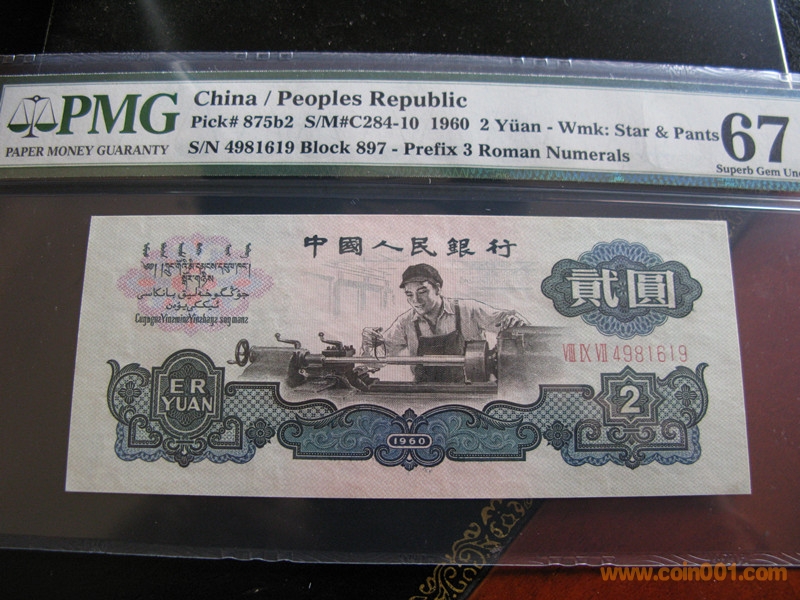 PMG
PAPER MONEY GUARANTY
China / Peoples Republic
Pick# 875b2 S/M#C284-10 1960 2 Yüan - Wmk: Star & Pants
S/N 4981619 Block 897 - Prefix 3 Roman Numerals
67
Superb Gem Unc
中國人民銀行
貳圓
VIII IX VII 4981619
ER
YUAN
1960
2
www.coin001.com